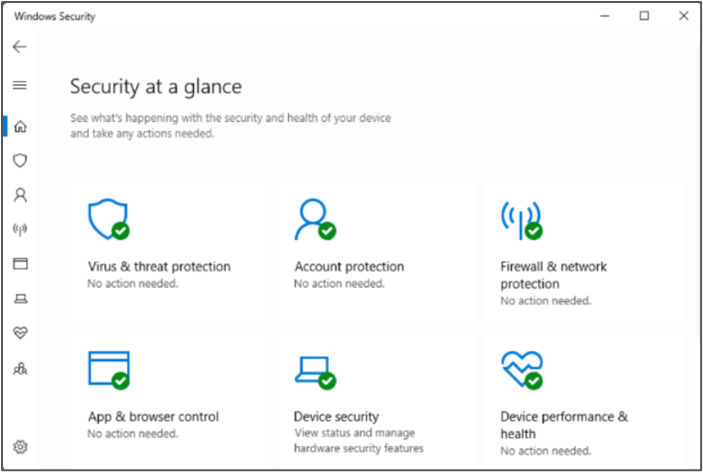 Windows Security
Security at a glance
See what's happening with the security and health of your device
and take any actions needed.
Virus & threat protection
No action needed.
Account protection
No action needed.
Firewall & network
protection
No action needed.
App & browser control
No action needed.
Device security
View status and manage
hardware security features
Device performance &
health
No action needed.